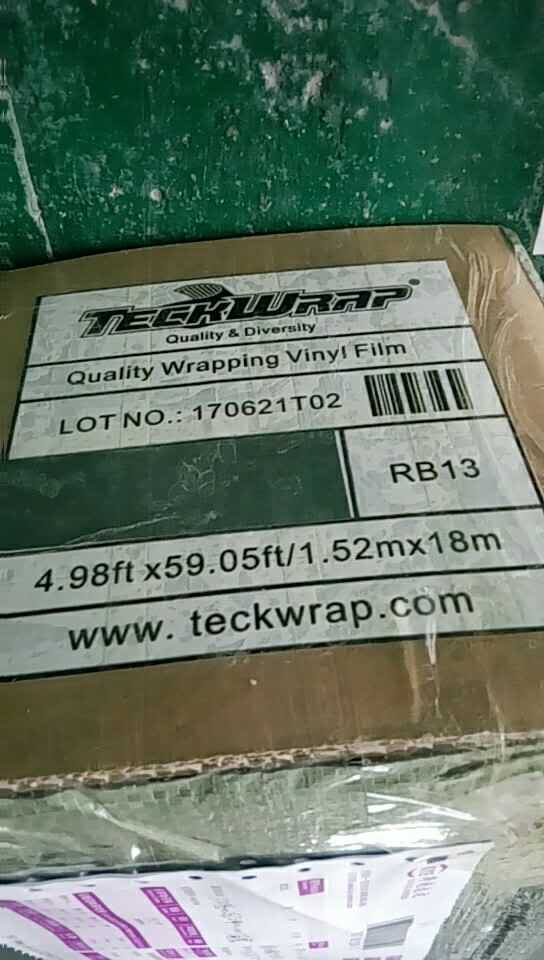 TECKWRAP®
Quality & Diversity
Quality Wrapping Vinyl Film
LOT NO.: 170621T02
RB13
4.98ft x59.05ft/1.52mx18m
www. teckwrap.com